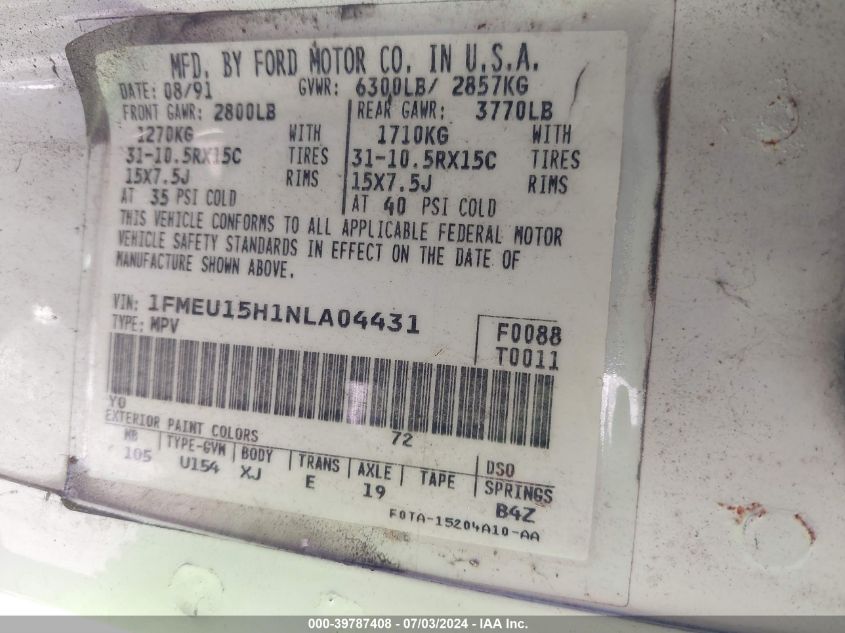 MFD. BY FORD MOTOR CO. IN U.S.A.
DATE: 08/91 GVWR: 6300LB/ 2857KG
FRONT GAWR: 2800LB REAR GAWR: 3770LB
1270KG WITH 1710KG WITH
31-10.5RX15C TIRES 31-10.5RX15C TIRES
15X7.5J RIMS 15X7.5J RIMS
AT 35 PSI COLD AT 40 PSI COLD
THIS VEHICLE CONFORMS TO ALL APPLICABLE FEDERAL MOTOR
VEHICLE SAFETY STANDARDS IN EFFECT ON THE DATE OF
MANUFACTURE SHOWN ABOVE.
VIN: 1FMEU15H1NLA04431
TYPE: MPV
F0088
T0011
YO
EXTERIOR PAINT COLORS 72
WB TYPE-GVW BODY TRANS AXLE TAPE DSO
SPRINGS
105 U154 XJ E 19 B4Z
F0TA-15204A10-AA
000-39787408 - 07/03/2024 - IAA Inc.